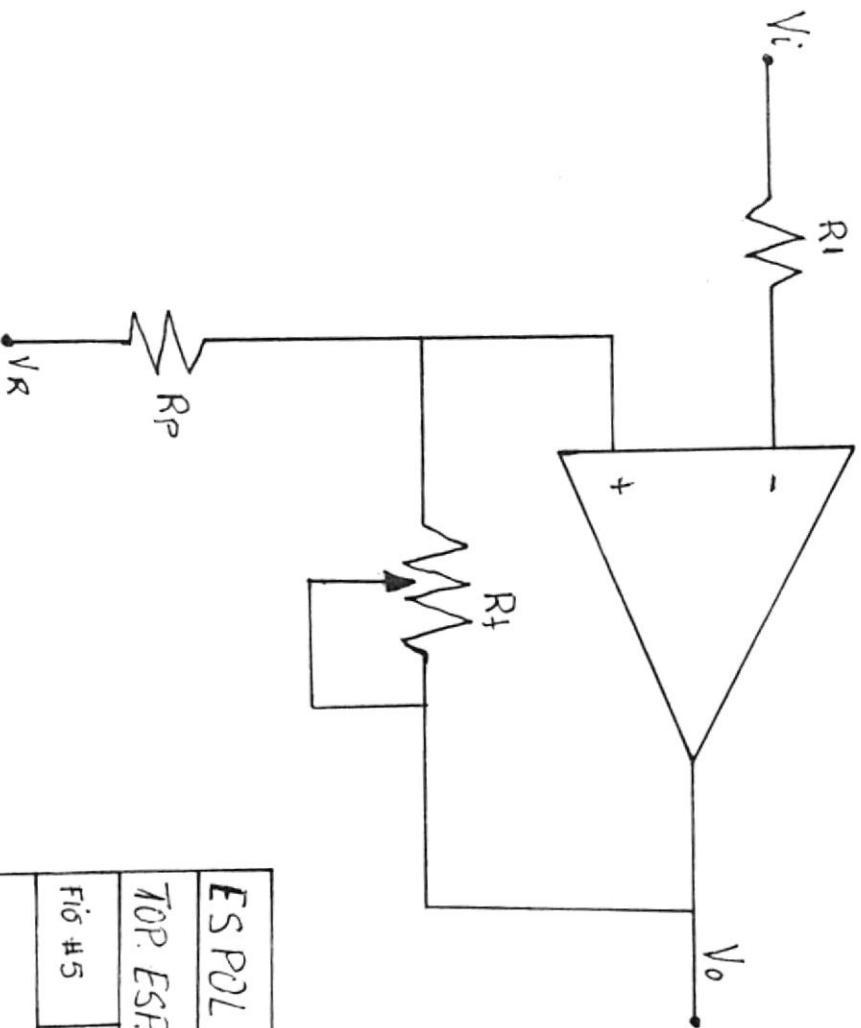 Vi
R1
-
+
Rf
Vo
Rp
VR
ESPOL
TOP. ESP.
FIG #5